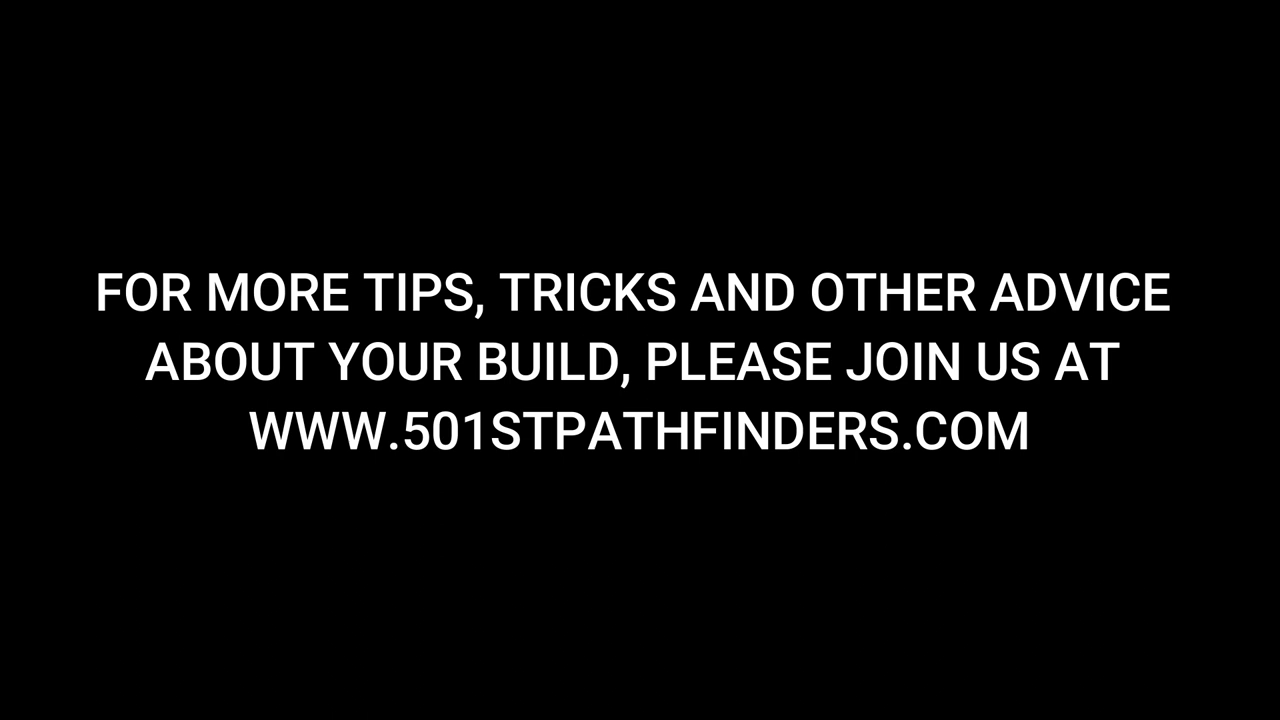 FOR MORE TIPS, TRICKS AND OTHER ADVICE
ABOUT YOUR BUILD, PLEASE JOIN US AT
WWW.501STPATHFINDERS.COM